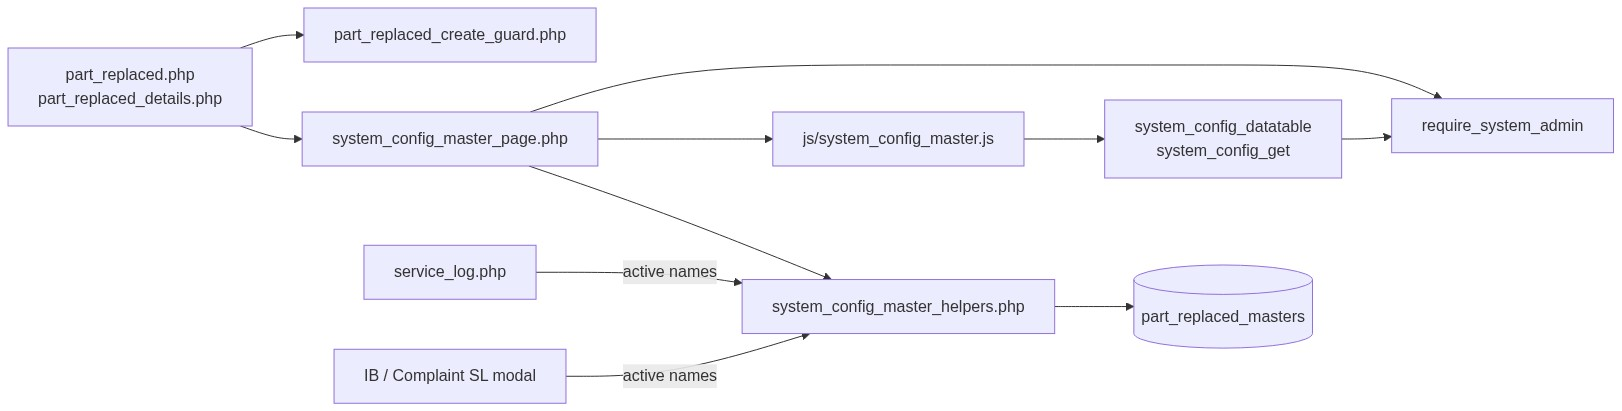 part_replaced.php
part_replaced_details.php
part_replaced_create_guard.php
system_config_master_page.php
js/system_config_master.js
system_config_datatable
system_config_get
require_system_admin
service_log.php
active names
system_config_master_helpers.php
part_replaced_masters
IB / Complaint SL modal
active names